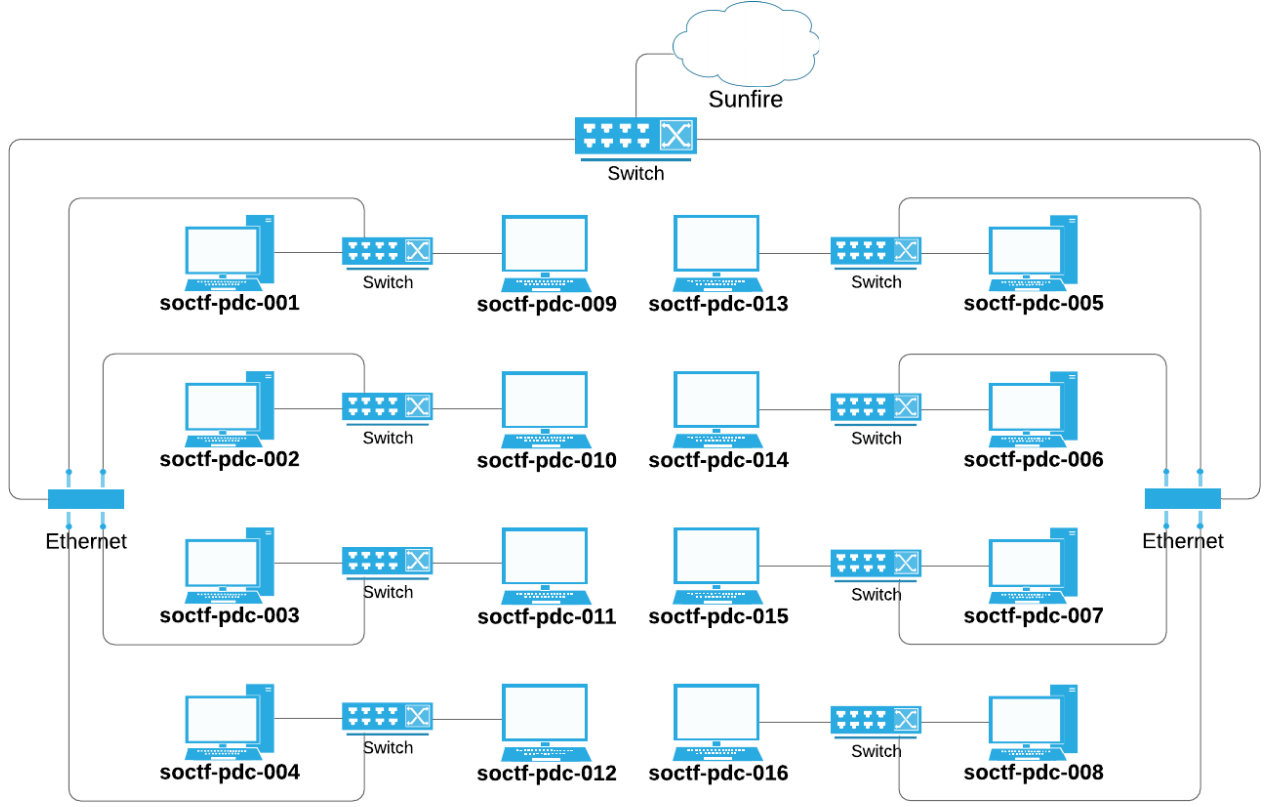 Sunfire
Switch
Switch
Switch
soctf-pdc-001
soctf-pdc-009
soctf-pdc-013
soctf-pdc-005
Switch
Switch
soctf-pdc-002
soctf-pdc-010
soctf-pdc-014
soctf-pdc-006
Ethernet
Ethernet
Switch
Switch
soctf-pdc-003
soctf-pdc-011
soctf-pdc-015
soctf-pdc-007
Switch
Switch
soctf-pdc-004
soctf-pdc-012
soctf-pdc-016
soctf-pdc-008